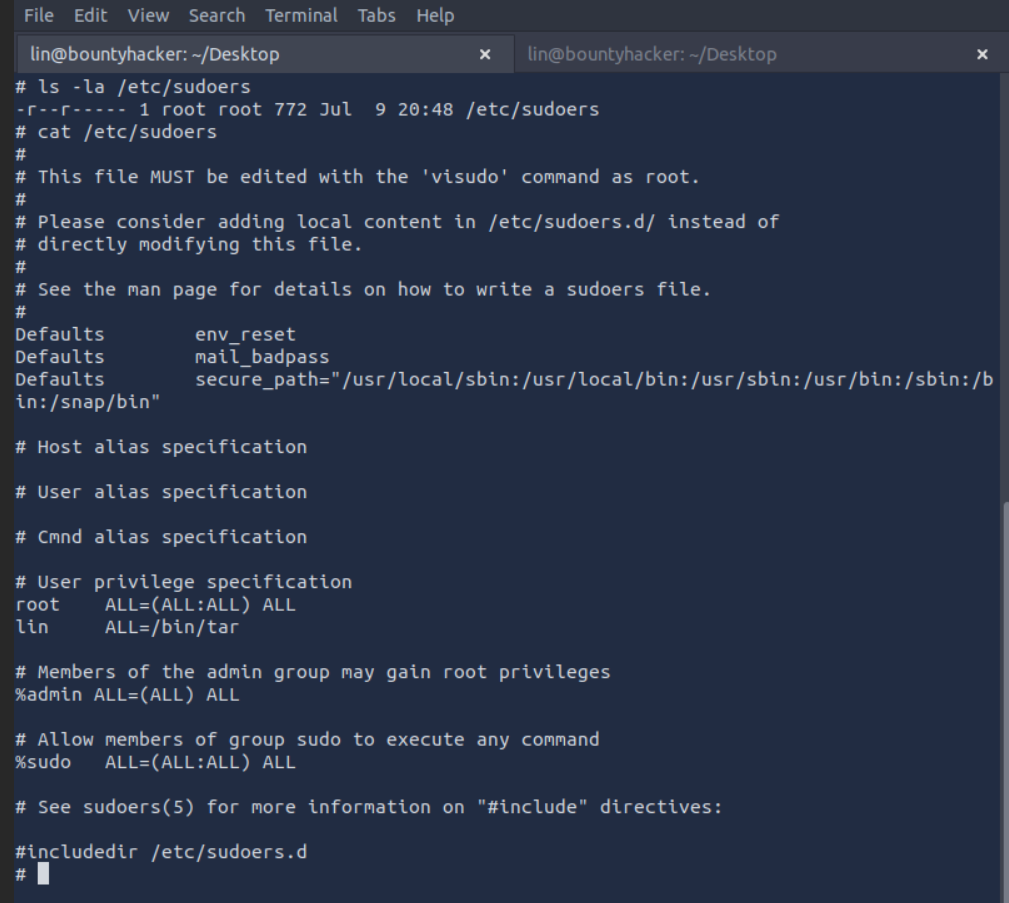 File Edit View Search Terminal Tabs Help
lin@bountyhacker: ~/Desktop × lin@bountyhacker: ~/Desktop ×
# ls -la /etc/sudoers
-r--r----- 1 root root 772 Jul  9 20:48 /etc/sudoers
# cat /etc/sudoers
#
# This file MUST be edited with the 'visudo' command as root.
#
# Please consider adding local content in /etc/sudoers.d/ instead of
# directly modifying this file.
#
# See the man page for details on how to write a sudoers file.
#
Defaults        env_reset
Defaults        mail_badpass
Defaults        secure_path="/usr/local/sbin:/usr/local/bin:/usr/sbin:/usr/bin:/sbin:/b
in:/snap/bin"
# Host alias specification
# User alias specification
# Cmnd alias specification
# User privilege specification
root    ALL=(ALL:ALL) ALL
lin     ALL=/bin/tar
# Members of the admin group may gain root privileges
%admin ALL=(ALL) ALL
# Allow members of group sudo to execute any command
%sudo   ALL=(ALL:ALL) ALL
# See sudoers(5) for more information on "#include" directives:
#includedir /etc/sudoers.d
#